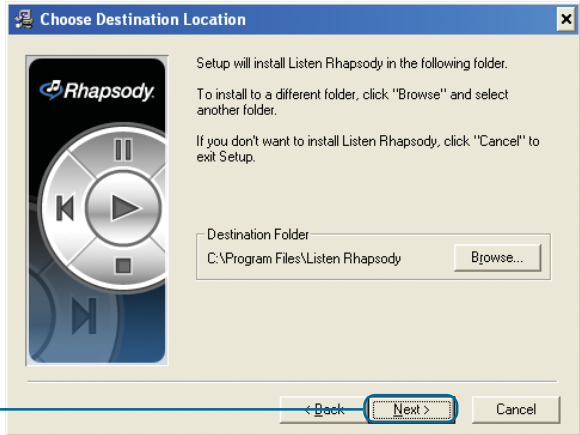 Choose Destination Location
Rhapsody.
Setup will install Listen Rhapsody in the following folder.
To install to a different folder, click "Browse" and select
another folder.
If you don't want to install Listen Rhapsody, click "Cancel" to
exit Setup.
Destination Folder
C:\Program Files\Listen Rhapsody
Browse...
< Back
Next >
Cancel